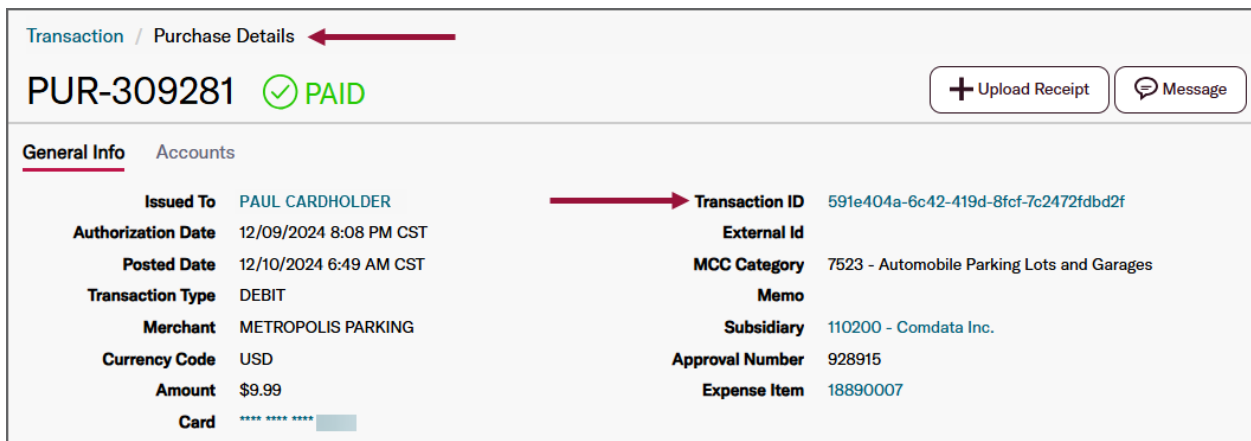 Transaction / Purchase Details
PUR-309281 PAID
Upload Receipt
Message
General Info Accounts
Issued To PAUL CARDHOLDER
Authorization Date 12/09/2024 8:08 PM CST
Posted Date 12/10/2024 6:49 AM CST
Transaction Type DEBIT
Merchant METROPOLIS PARKING
Currency Code USD
Amount $9.99
Card **** **** ****
Transaction ID 591e404a-6c42-419d-8fcf-7c2472fdbd2f
External Id
MCC Category 7523 - Automobile Parking Lots and Garages
Memo
Subsidiary 110200 - Comdata Inc.
Approval Number 928915
Expense Item 18890007